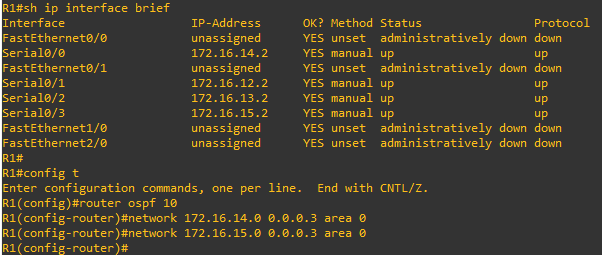 R1#sh ip interface brief
Interface IP-Address OK? Method Status Protocol
FastEthernet0/0 unassigned YES unset administratively down down
Serial0/0 172.16.14.2 YES manual up up
FastEthernet0/1 unassigned YES unset administratively down down
Serial0/1 172.16.12.2 YES manual up up
Serial0/2 172.16.13.2 YES manual up up
Serial0/3 172.16.15.2 YES manual up up
FastEthernet1/0 unassigned YES unset administratively down down
FastEthernet2/0 unassigned YES unset administratively down down
R1#
R1#config t
Enter configuration commands, one per line. End with CNTL/Z.
R1(config)#router ospf 10
R1(config-router)#network 172.16.14.0 0.0.0.3 area 0
R1(config-router)#network 172.16.15.0 0.0.0.3 area 0
R1(config-router)#